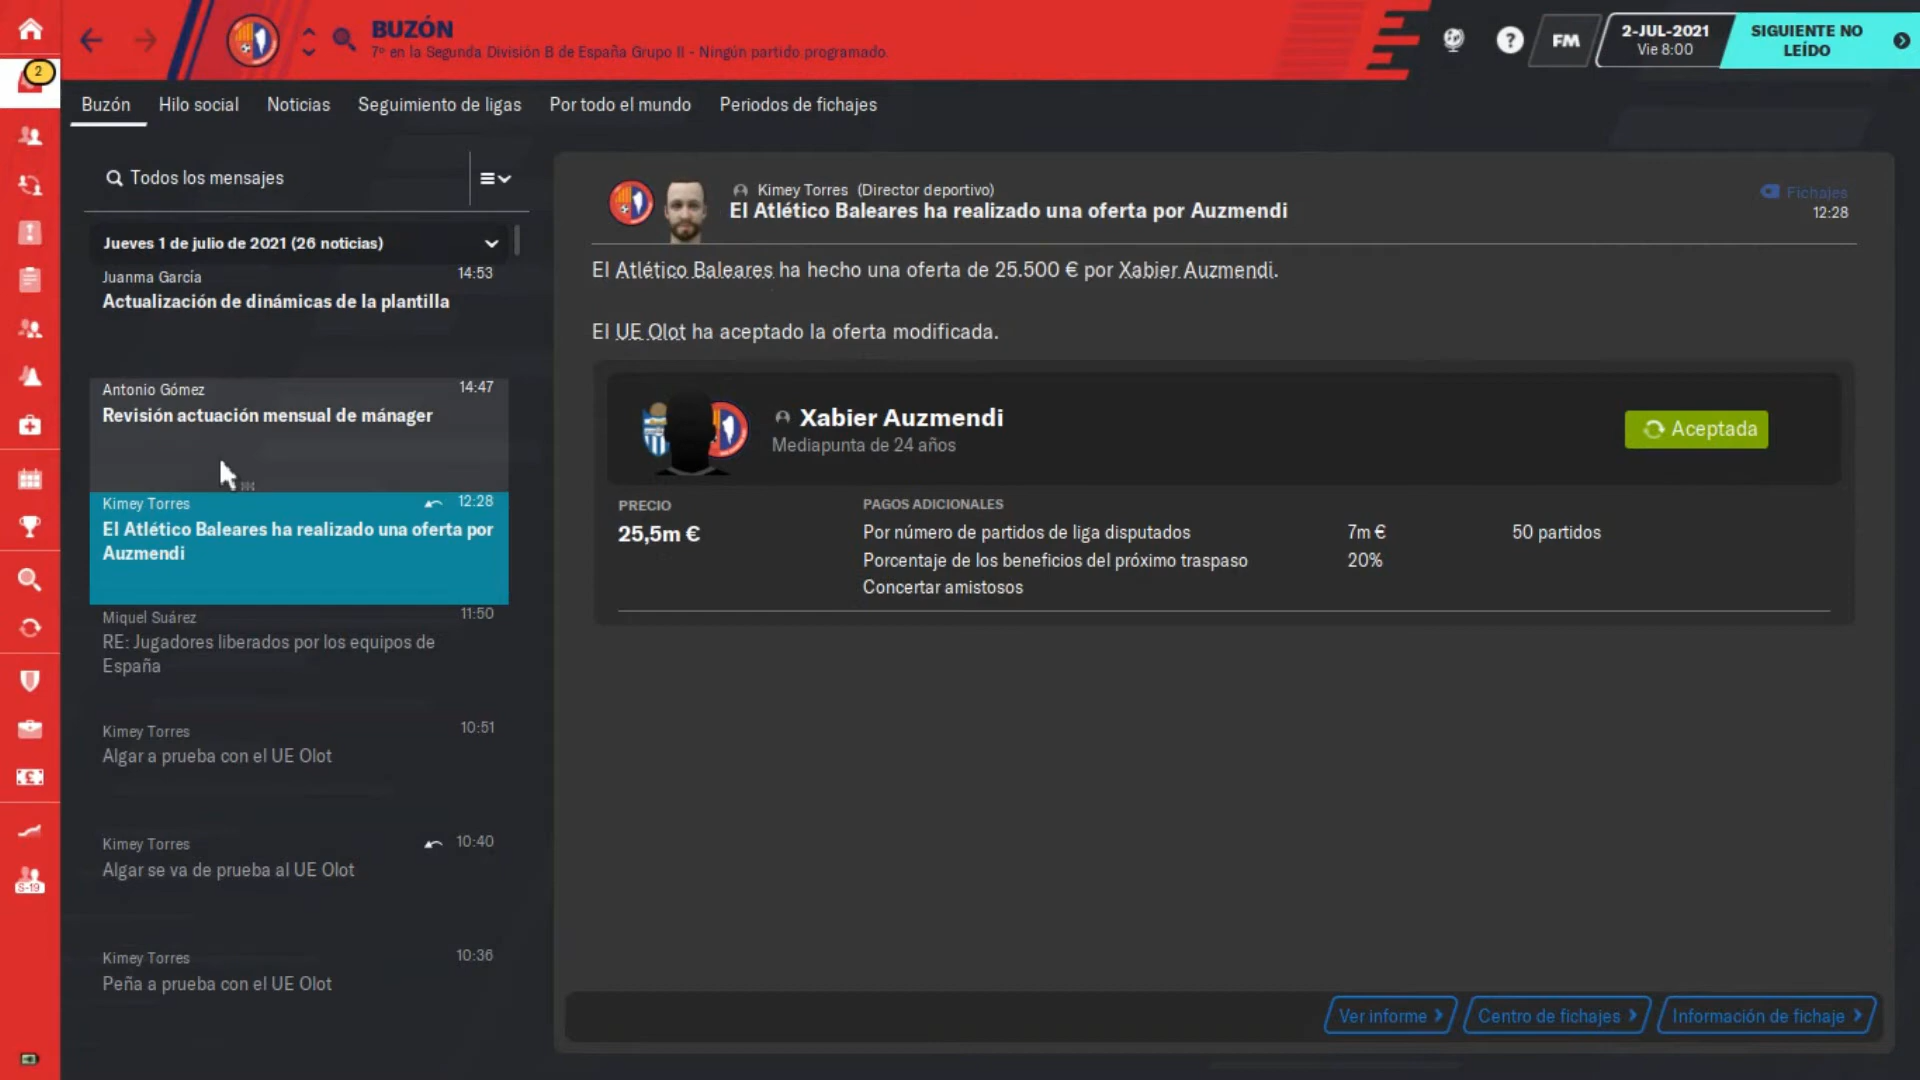 BUZÓN
7º en la Segunda División B de España Grupo II - Ningún partido programado.
?
FM
2-JUL-2021
Vie 8:00
SIGUIENTE NO LEÍDO
2
Buzón Hilo social Noticias Seguimiento de ligas Por todo el mundo Periodos de fichajes
Todos los mensajes
Jueves 1 de julio de 2021 (26 noticias)
Juanma García 14:53
Actualización de dinámicas de la plantilla
Antonio Gómez 14:47
Revisión actuación mensual de mánager
Kimey Torres 12:28
El Atlético Baleares ha realizado una oferta por
Auzmendi
Miquel Suárez 11:50
RE: Jugadores liberados por los equipos de
España
Kimey Torres 10:51
Algar a prueba con el UE Olot
Kimey Torres 10:40
Algar se va de prueba al UE Olot
Kimey Torres 10:36
Peña a prueba con el UE Olot
S-19
Kimey Torres (Director deportivo)
El Atlético Baleares ha realizado una oferta por Auzmendi
Fichajes
12:28
El Atlético Baleares ha hecho una oferta de 25.500 € por Xabier Auzmendi.
El UE Olot ha aceptado la oferta modificada.
Xabier Auzmendi
Mediapunta de 24 años
Aceptada
PRECIO
25,5m €
PAGOS ADICIONALES
Por número de partidos de liga disputados 7m € 50 partidos
Porcentaje de los beneficios del próximo traspaso 20%
Concertar amistosos
Ver informe Centro de fichajes Información de fichaje